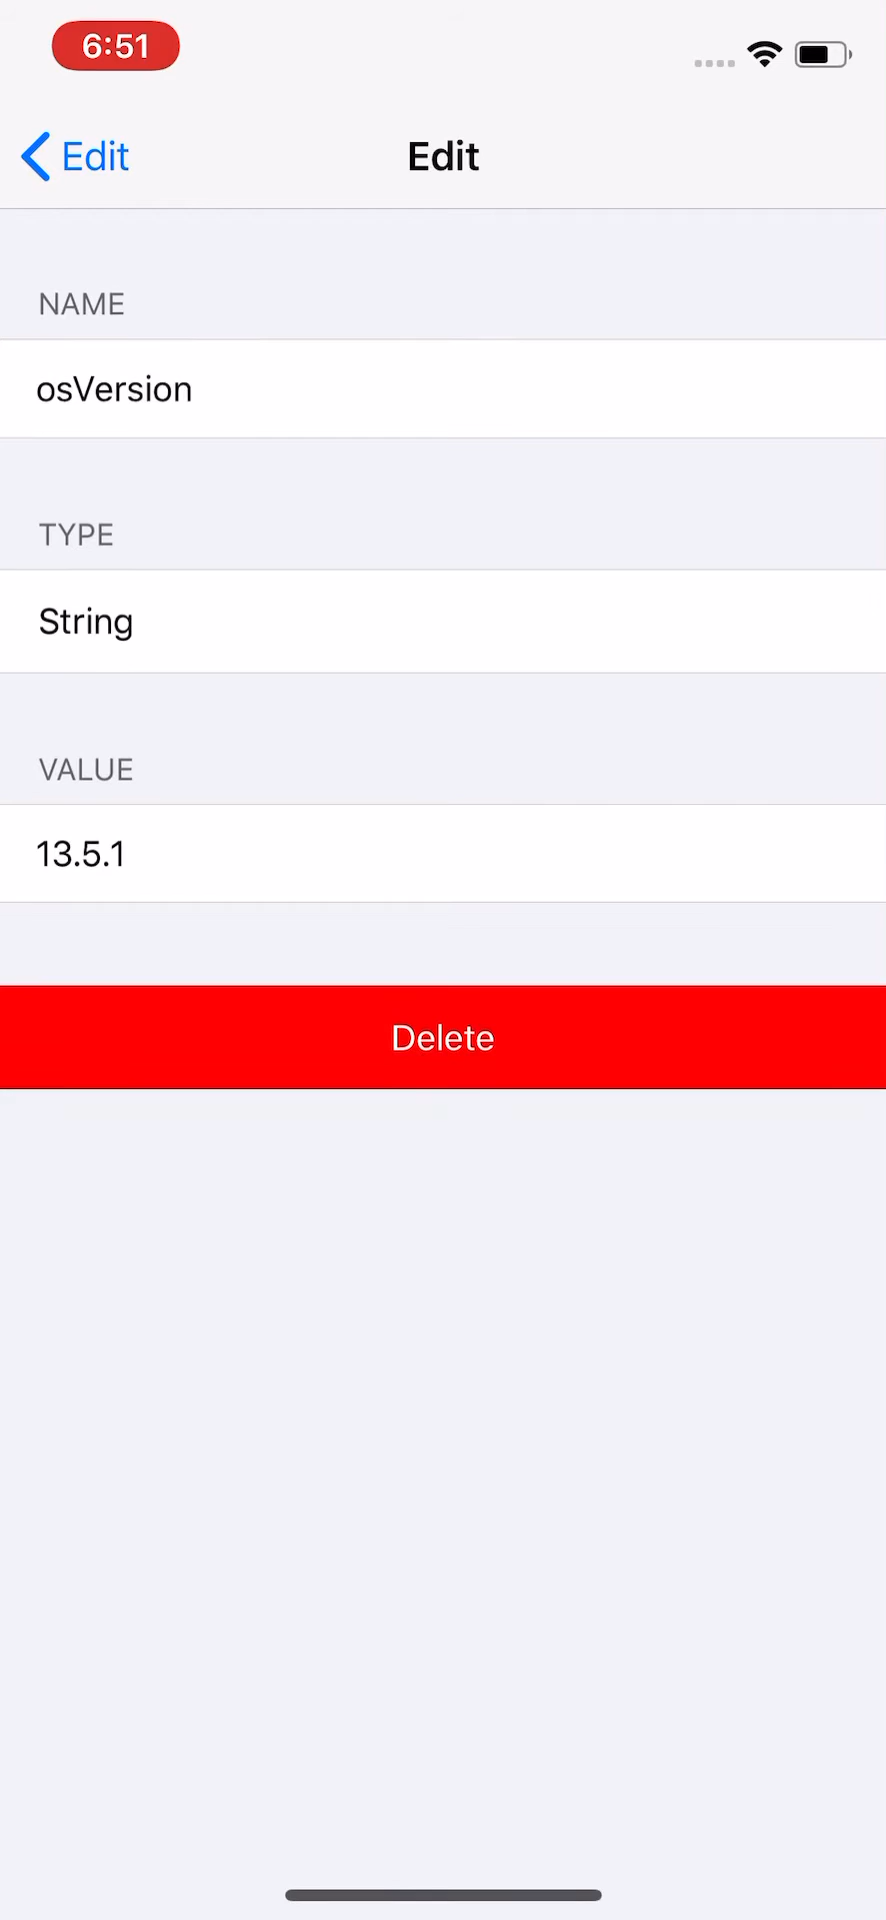 6:51
Edit
Edit
NAME
osVersion
TYPE
String
VALUE
13.5.1
Delete